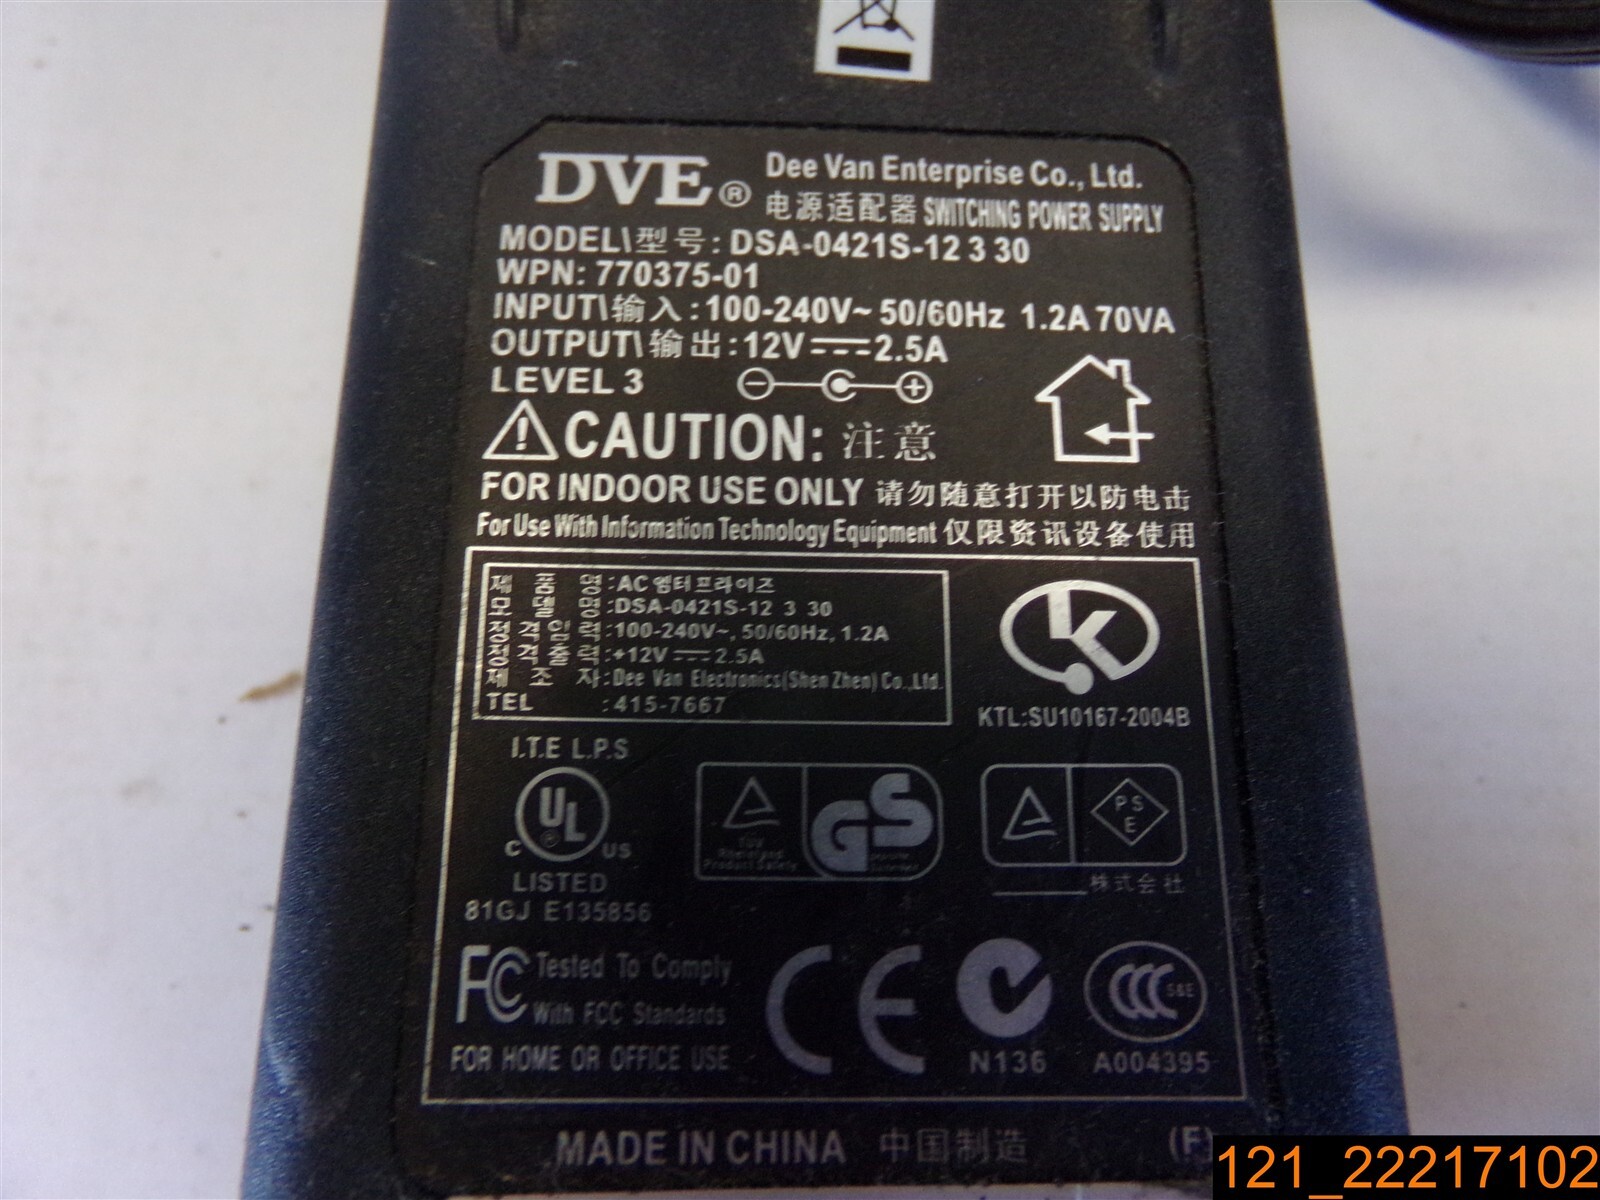 DVE® Dee Van Enterprise Co., Ltd.
电源适配器 SWITCHING POWER SUPPLY
MODEL\型号: DSA-0421S-12 3 30
WPN: 770375-01
INPUT\输入: 100-240V~ 50/60Hz 1.2A 70VA
OUTPUT\输出: 12V 2.5A
LEVEL 3
CAUTION: 注意
FOR INDOOR USE ONLY 请勿随意打开以防电击
For Use With Information Technology Equipment 仅限资讯设备使用
제 품 명:AC 엠터프라이즈
모 델 명:DSA-0421S-12 3 30
정격입력:100-240V~, 50/60Hz, 1.2A
정격출력:+12V 2.5A
제 조 자:Dee Van Electronics(Shen Zhen) Co.,Ltd.
TEL :415-7667
KTL:SU10167-2004B
I.T.E L.P.S
UL®
C US
LISTED
81GJ E135856
TÜV
Rheinland
Product Safety
GS
PS
E
株式会社
FC Tested To Comply
With FCC Standards
FOR HOME OR OFFICE USE
CE
N136
CCC S&E
A004395
MADE IN CHINA 中国制造 (F)
121_22217102